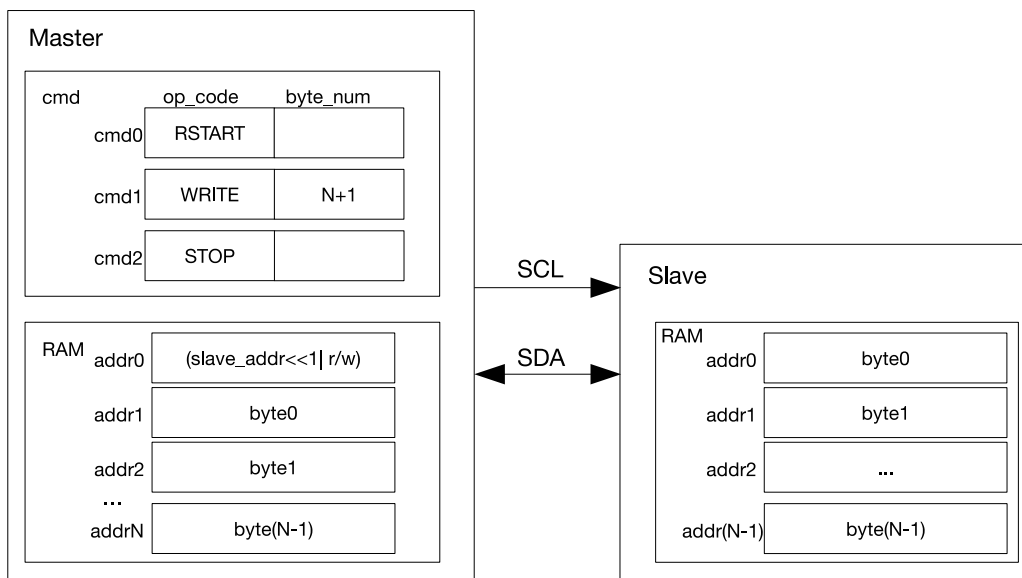 Master
cmd op_code byte_num
cmd0 RSTART
cmd1 WRITE N+1
cmd2 STOP
RAM
addr0 (slave_addr<<1| r/w)
addr1 byte0
addr2 byte1
...
addrN byte(N-1)
SCL
SDA
Slave
RAM
addr0 byte0
addr1 byte1
addr2 ...
addr(N-1) byte(N-1)